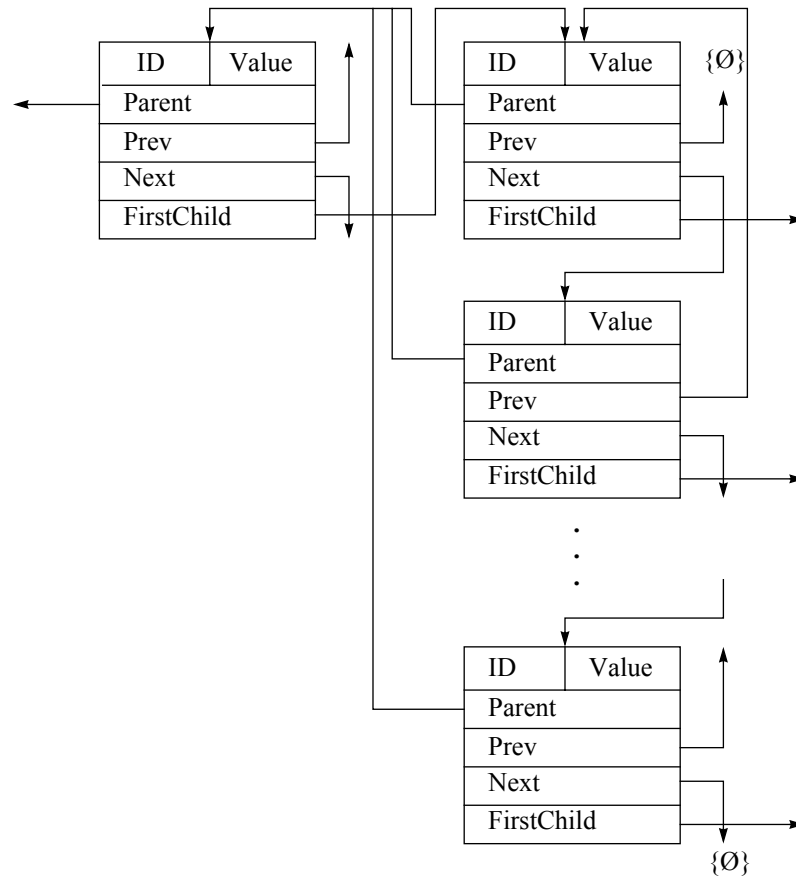 ID Value
Parent
Prev
Next
FirstChild
ID Value
Parent
Prev
Next
FirstChild
{Ø}
ID Value
Parent
Prev
Next
FirstChild
ID Value
Parent
Prev
Next
FirstChild
{Ø}